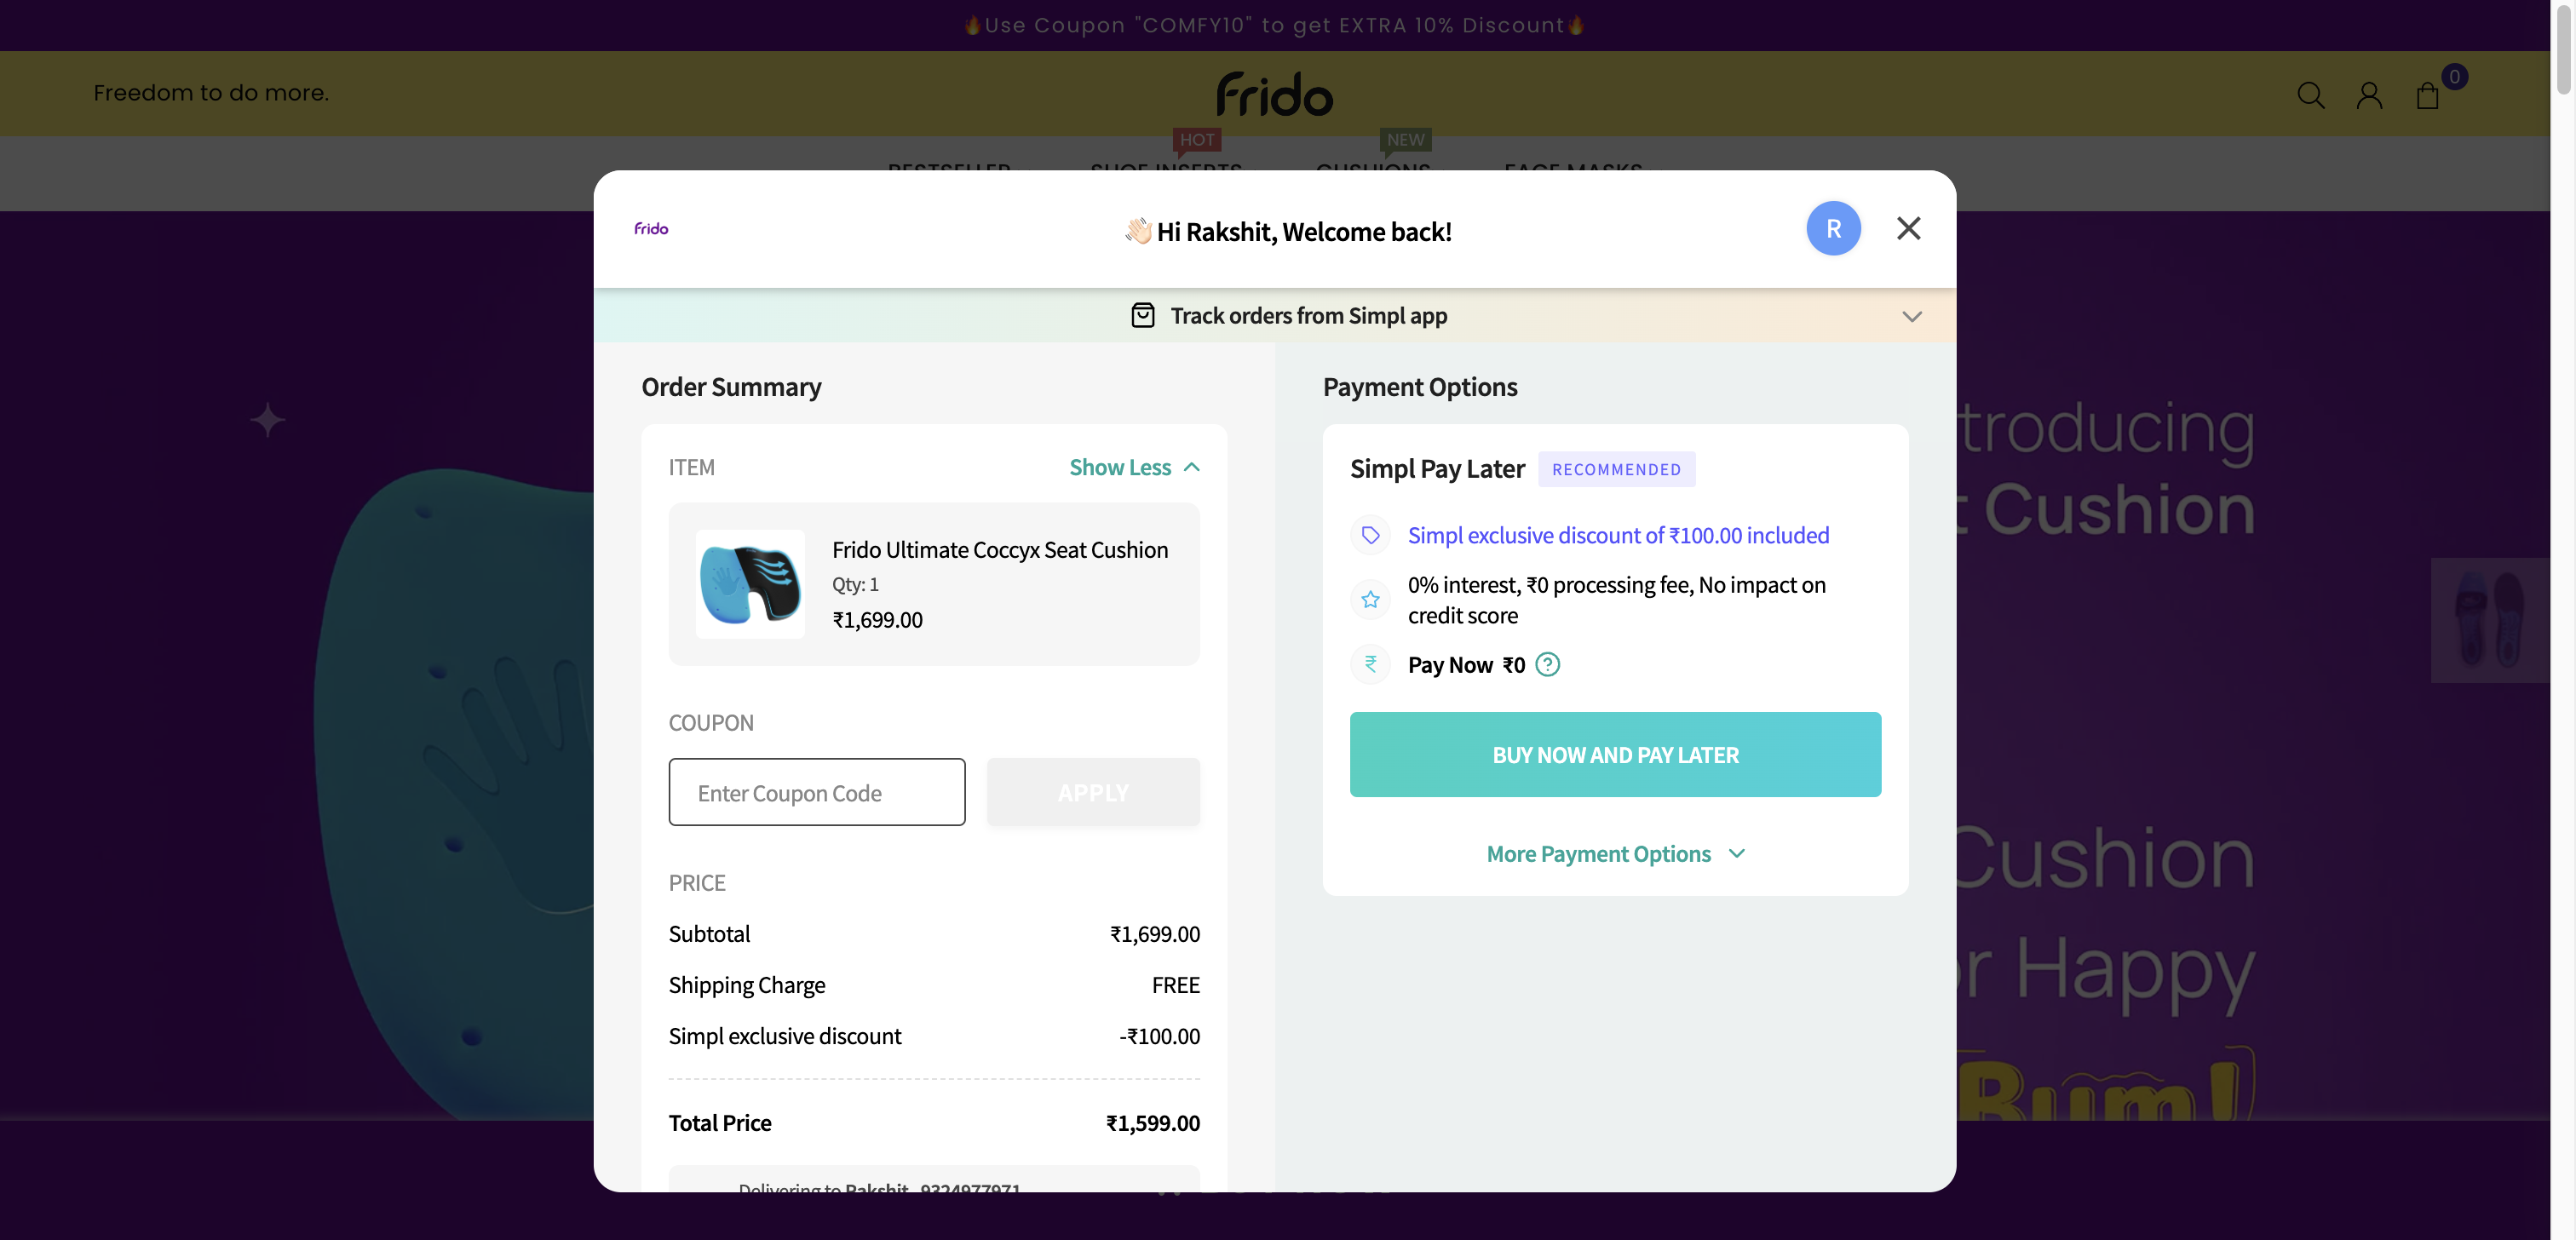 🔥Use Coupon "COMFY10" to get EXTRA 10% Discount🔥
Freedom to do more.
frido
0
HOT
NEW
BESTSELLER
SHOE INSERTS
CUSHIONS
FACE MASKS
frido
👋🏻 Hi Rakshit, Welcome back!
R
Track orders from Simpl app
Order Summary
ITEM
Show Less
Frido Ultimate Coccyx Seat Cushion
Qty: 1
₹1,699.00
COUPON
Enter Coupon Code
APPLY
PRICE
Subtotal
₹1,699.00
Shipping Charge
FREE
Simpl exclusive discount
-₹100.00
Total Price
₹1,599.00
Delivering to Rakshit, 9324977971
Payment Options
Simpl Pay Later
RECOMMENDED
Simpl exclusive discount of ₹100.00 included
0% interest, ₹0 processing fee, No impact on
credit score
₹
Pay Now ₹0
?
BUY NOW AND PAY LATER
More Payment Options
troducing
t Cushion
Cushion
r Happy
Bum!